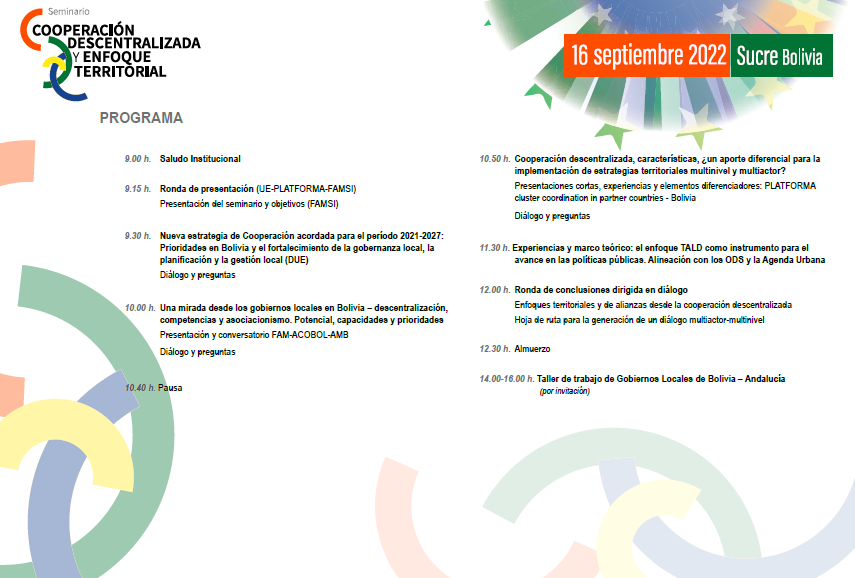 Seminario
COOPERACIÓN
DESCENTRALIZADA
Y ENFOQUE
TERRITORIAL
16 septiembre 2022 Sucre Bolivia
PROGRAMA
9.00 h. Saludo Institucional
9.15 h. Ronda de presentación (UE-PLATFORMA-FAMSI)
Presentación del seminario y objetivos (FAMSI)
9.30 h. Nueva estrategia de Cooperación acordada para el período 2021-2027:
Prioridades en Bolivia y el fortalecimiento de la gobernanza local, la
planificación y la gestión local (DUE)
Diálogo y preguntas
10.00 h. Una mirada desde los gobiernos locales en Bolivia – descentralización,
competencias y asociacionismo. Potencial, capacidades y prioridades
Presentación y conversatorio FAM-ACOBOL-AMB
Diálogo y preguntas
10.40 h. Pausa
10.50 h. Cooperación descentralizada, características, ¿un aporte diferencial para la
implementación de estrategias territoriales multinivel y multiactor?
Presentaciones cortas, experiencias y elementos diferenciadores: PLATFORMA
cluster coordination in partner countries - Bolivia
Diálogo y preguntas
11.30 h. Experiencias y marco teórico: el enfoque TALD como instrumento para el
avance en las políticas públicas. Alineación con los ODS y la Agenda Urbana
12.00 h. Ronda de conclusiones dirigida en diálogo
Enfoques territoriales y de alianzas desde la cooperación descentralizada
Hoja de ruta para la generación de un diálogo multiactor-multinivel
12.30 h. Almuerzo
14.00-16.00 h. Taller de trabajo de Gobiernos Locales de Bolivia – Andalucía
(por invitación)